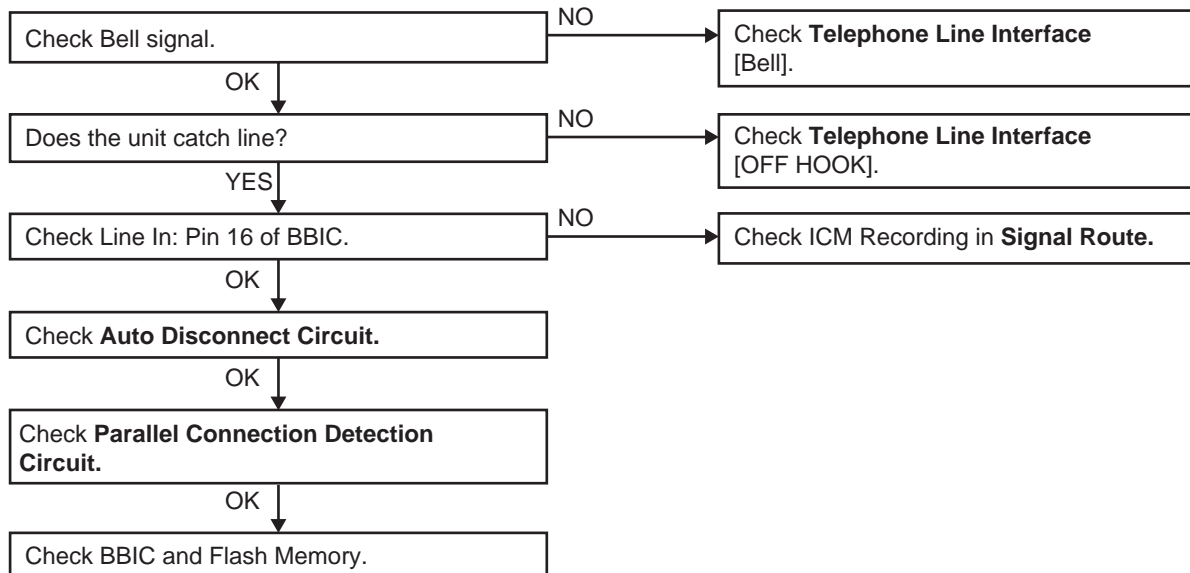 Check Bell signal.
NO
Check Telephone Line Interface
[Bell].
OK
Does the unit catch line?
NO
Check Telephone Line Interface
[OFF HOOK].
YES
Check Line In: Pin 16 of BBIC.
NO
Check ICM Recording in Signal Route.
OK
Check Auto Disconnect Circuit.
OK
Check Parallel Connection Detection
Circuit.
OK
Check BBIC and Flash Memory.